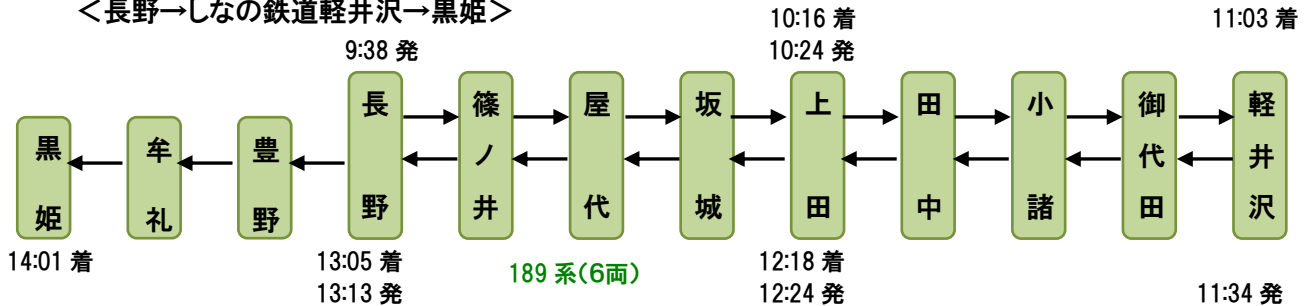 <長野→しなの鉄道軽井沢→黒姫>
10:16 着
11:03 着
9:38 発
10:24 発
黒姫
牟礼
豊野
長野
篠ノ井
屋代
坂城
上田
田中
小諸
御代田
軽井沢
14:01 着
13:05 着
189 系(6両)
12:18 着
13:13 発
12:24 発
11:34 発